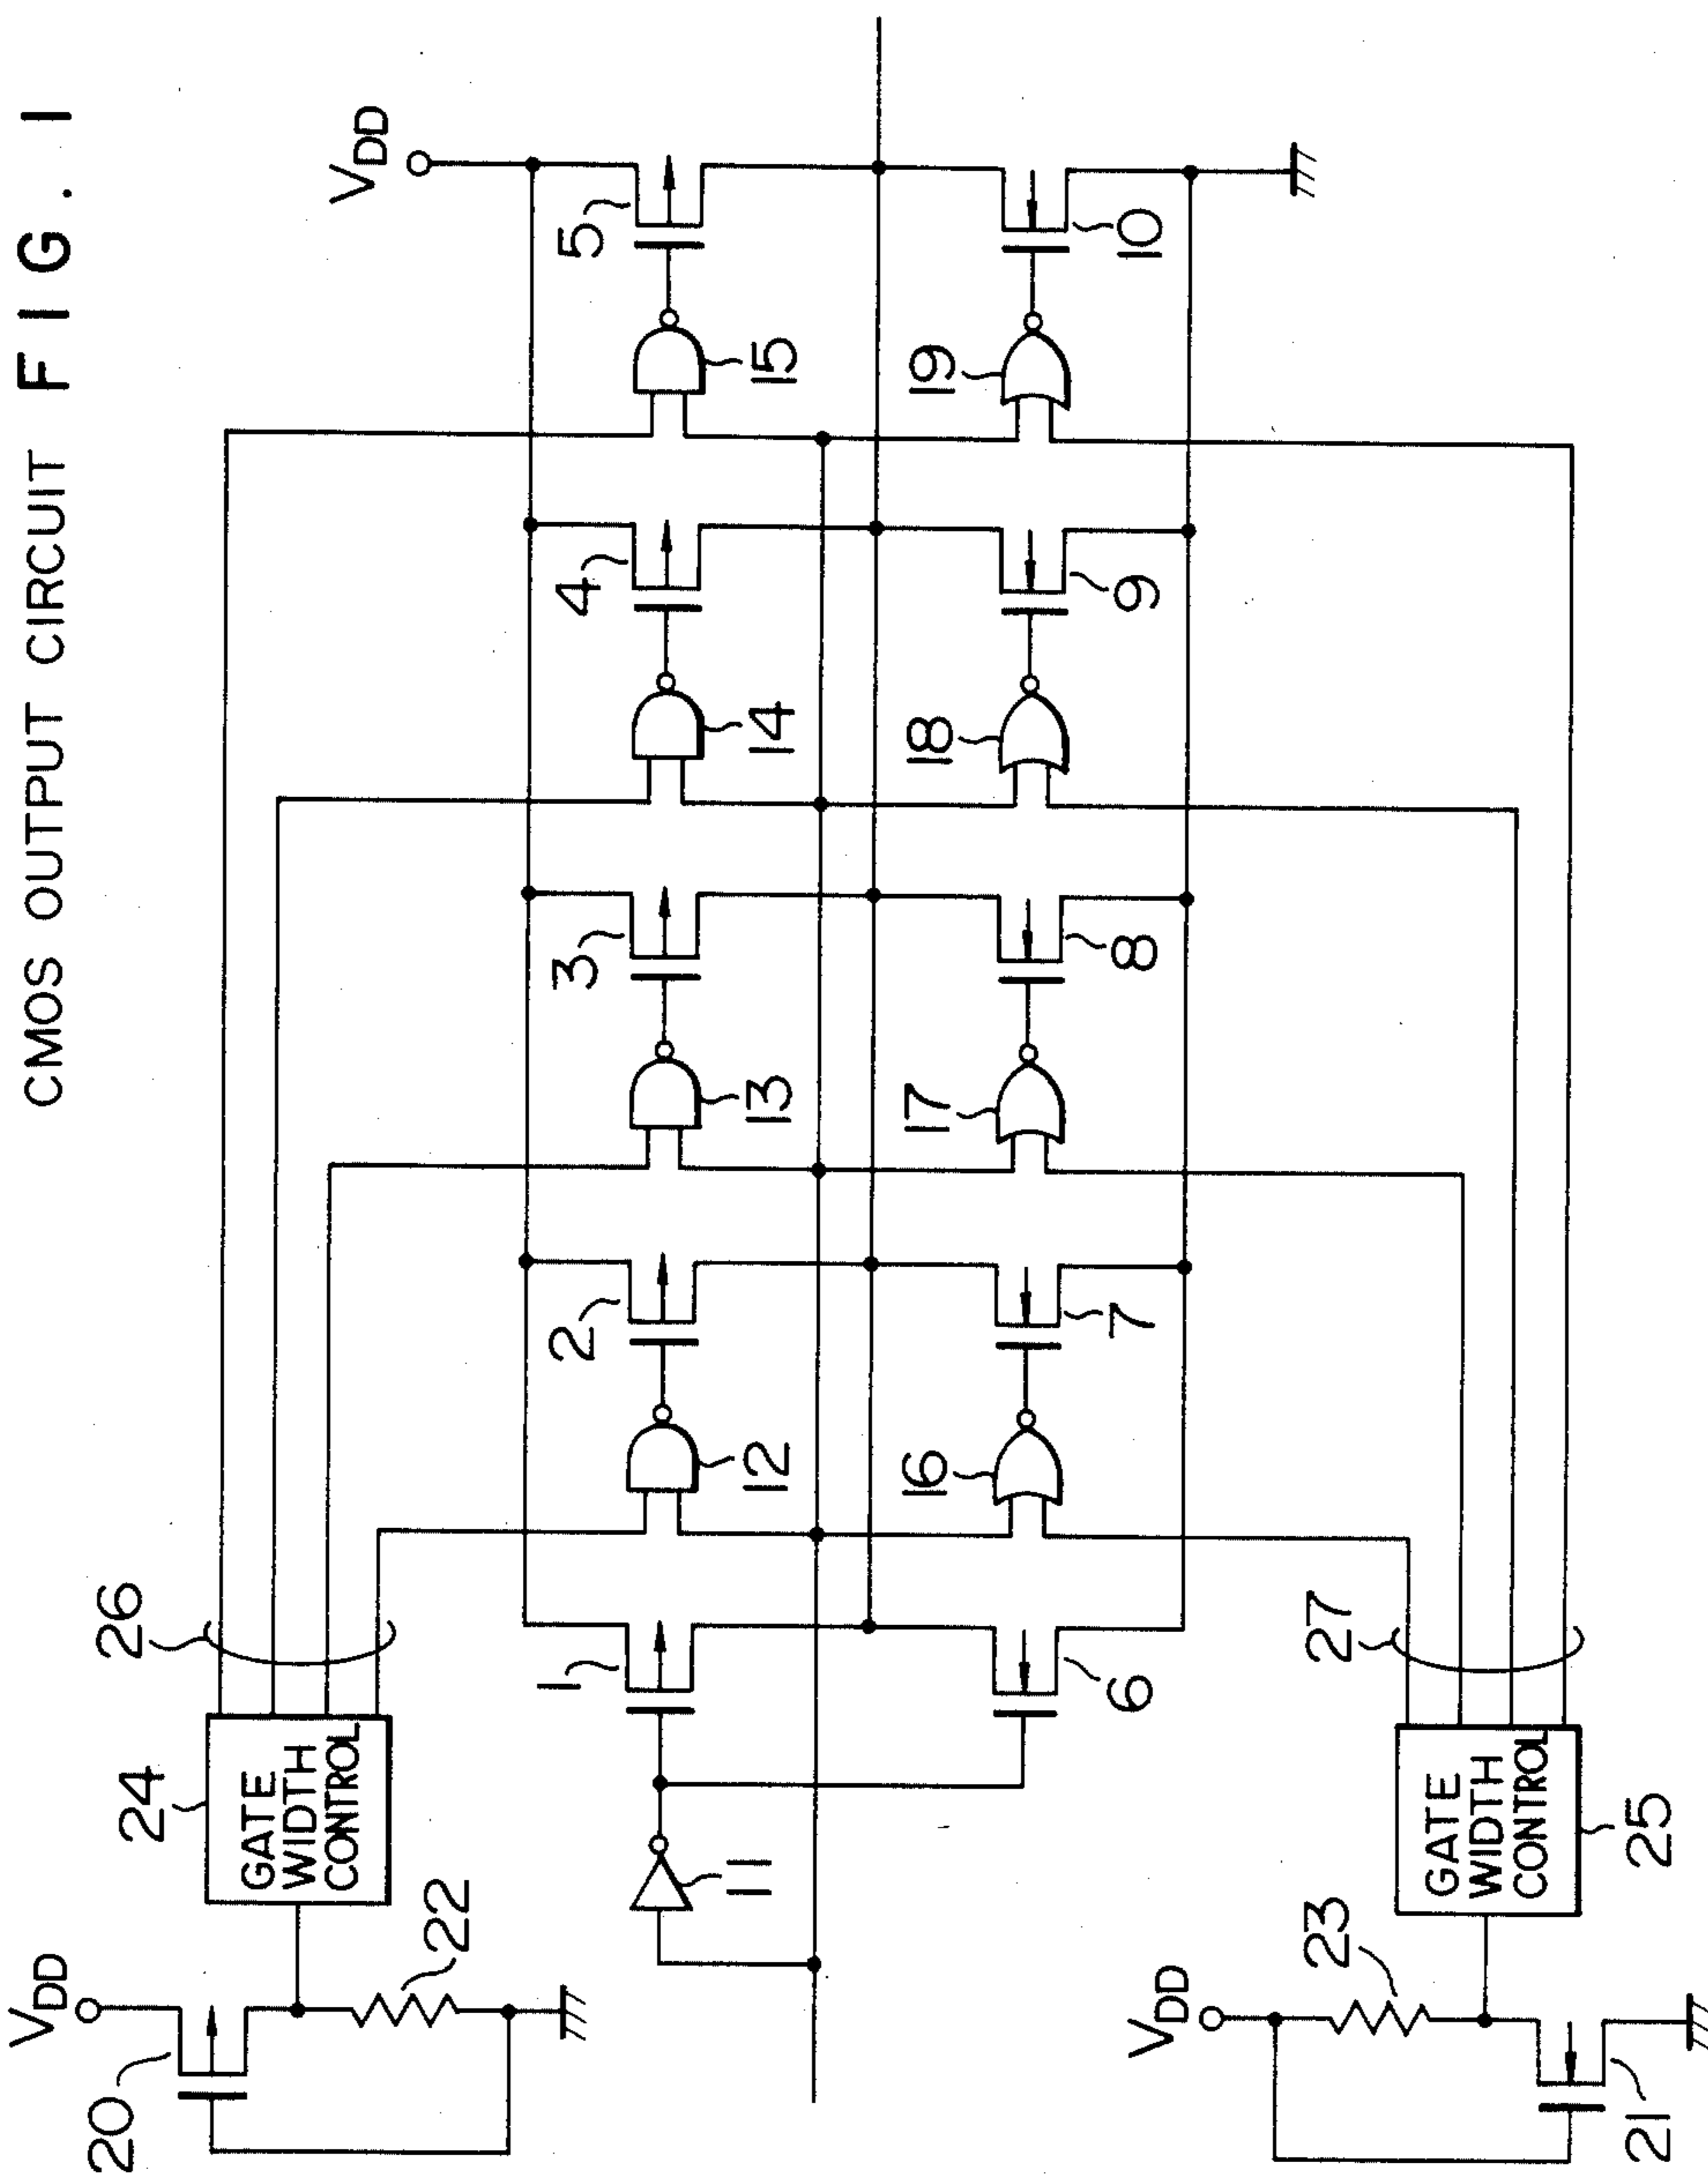 CMOS OUTPUT CIRCUIT FIG. 1
VDD
20
22
24
GATE
WIDTH
CONTROL
26
VDD
1
2
3
4
5
12
13
14
15
11
16
17
18
19
6
7
8
9
10
VDD
23
21
25
GATE
WIDTH
CONTROL
27